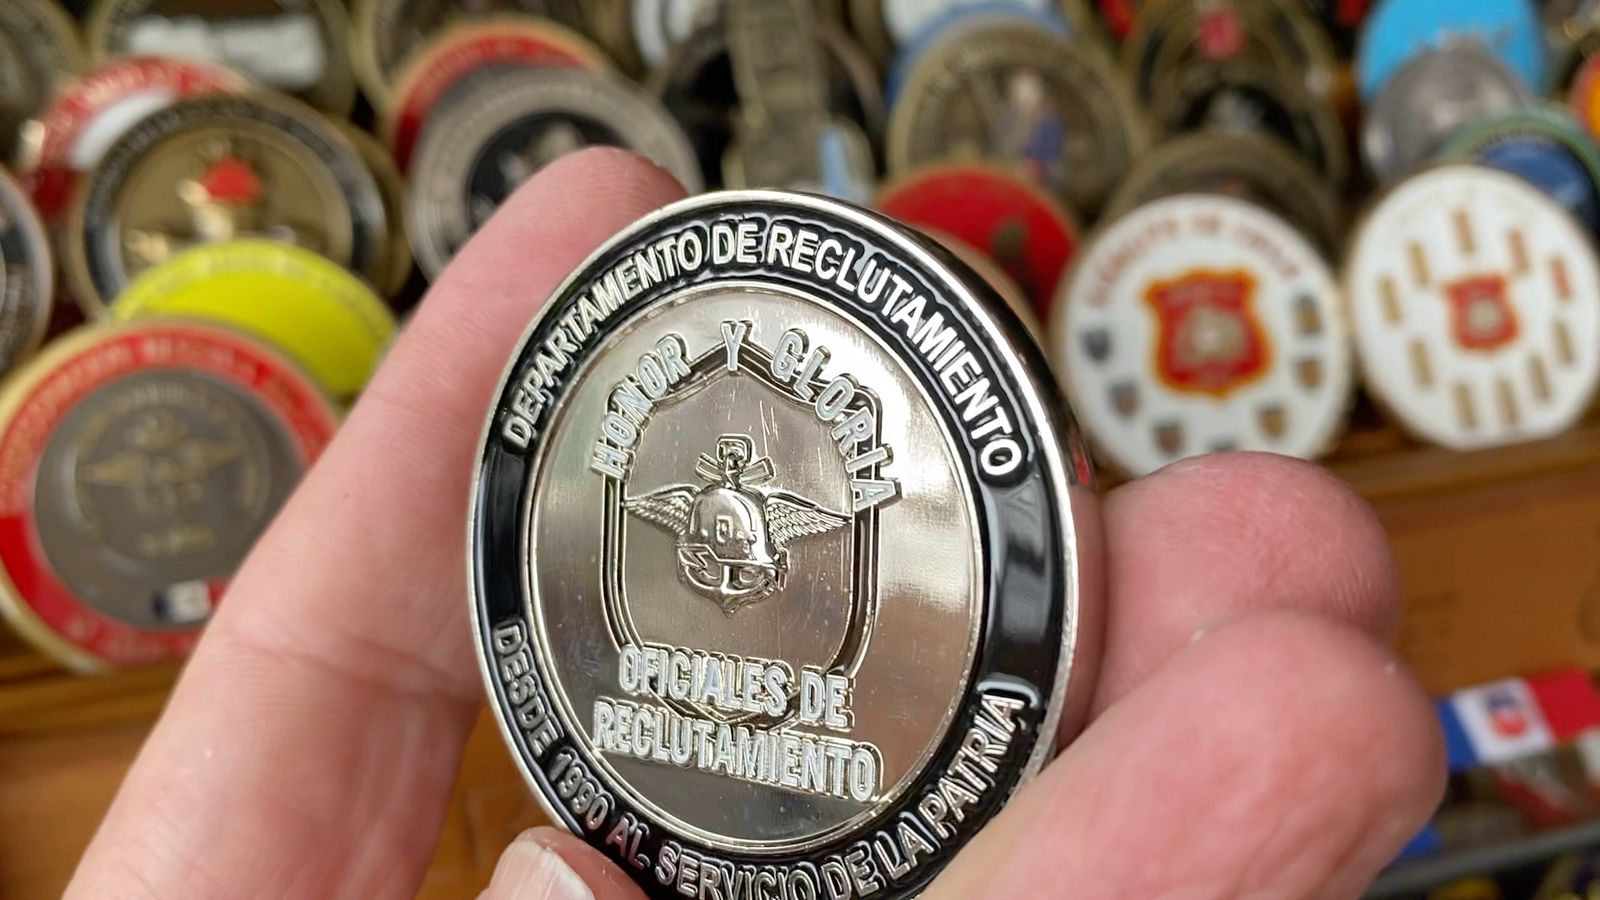 DEPARTAMENTO DE RECLUTAMIENTO
HONOR Y GLORIA
OFICIALES DE
RECLUTAMIENTO
DESDE 1990 AL SERVICIO DE LA PATRIA